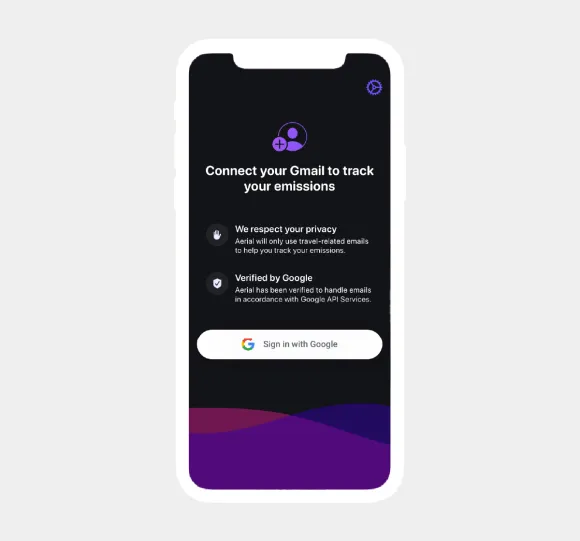 Connect your Gmail to track
your emissions
We respect your privacy
Aerial will only use travel-related emails
to help you track your emissions.
Verified by Google
Aerial has been verified to handle emails
in accordance with Google API Services.
Sign in with Google